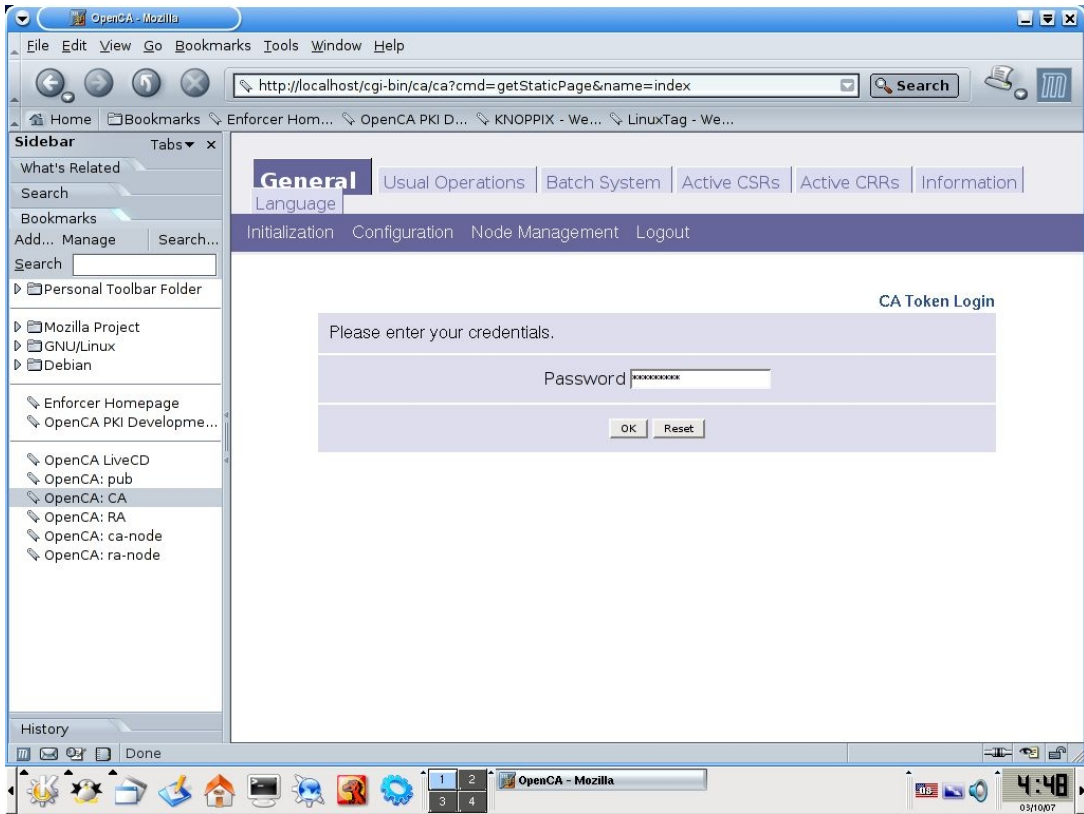 OpenCA - Mozilla
File Edit View Go Bookmarks Tools Window Help
http://localhost/cgi-bin/ca/ca?cmd=getStaticPage&name=index Search
Home Bookmarks Enforcer Hom... OpenCA PKI D... KNOPPIX - We... LinuxTag - We...
Sidebar Tabs x
What's Related
Search
Bookmarks
Add... Manage Search...
Search
Personal Toolbar Folder
Mozilla Project
GNU/Linux
Debian
Enforcer Homepage
OpenCA PKI Developme...
OpenCA LiveCD
OpenCA: pub
OpenCA: CA
OpenCA: RA
OpenCA: ca-node
OpenCA: ra-node
History
General Usual Operations Batch System Active CSRs Active CRRs Information
Language
Initialization Configuration Node Management Logout
CA Token Login
Please enter your credentials.
Password *********
OK Reset
Done
1 2
3 4
OpenCA - Mozilla
us
4:48
03/10/07